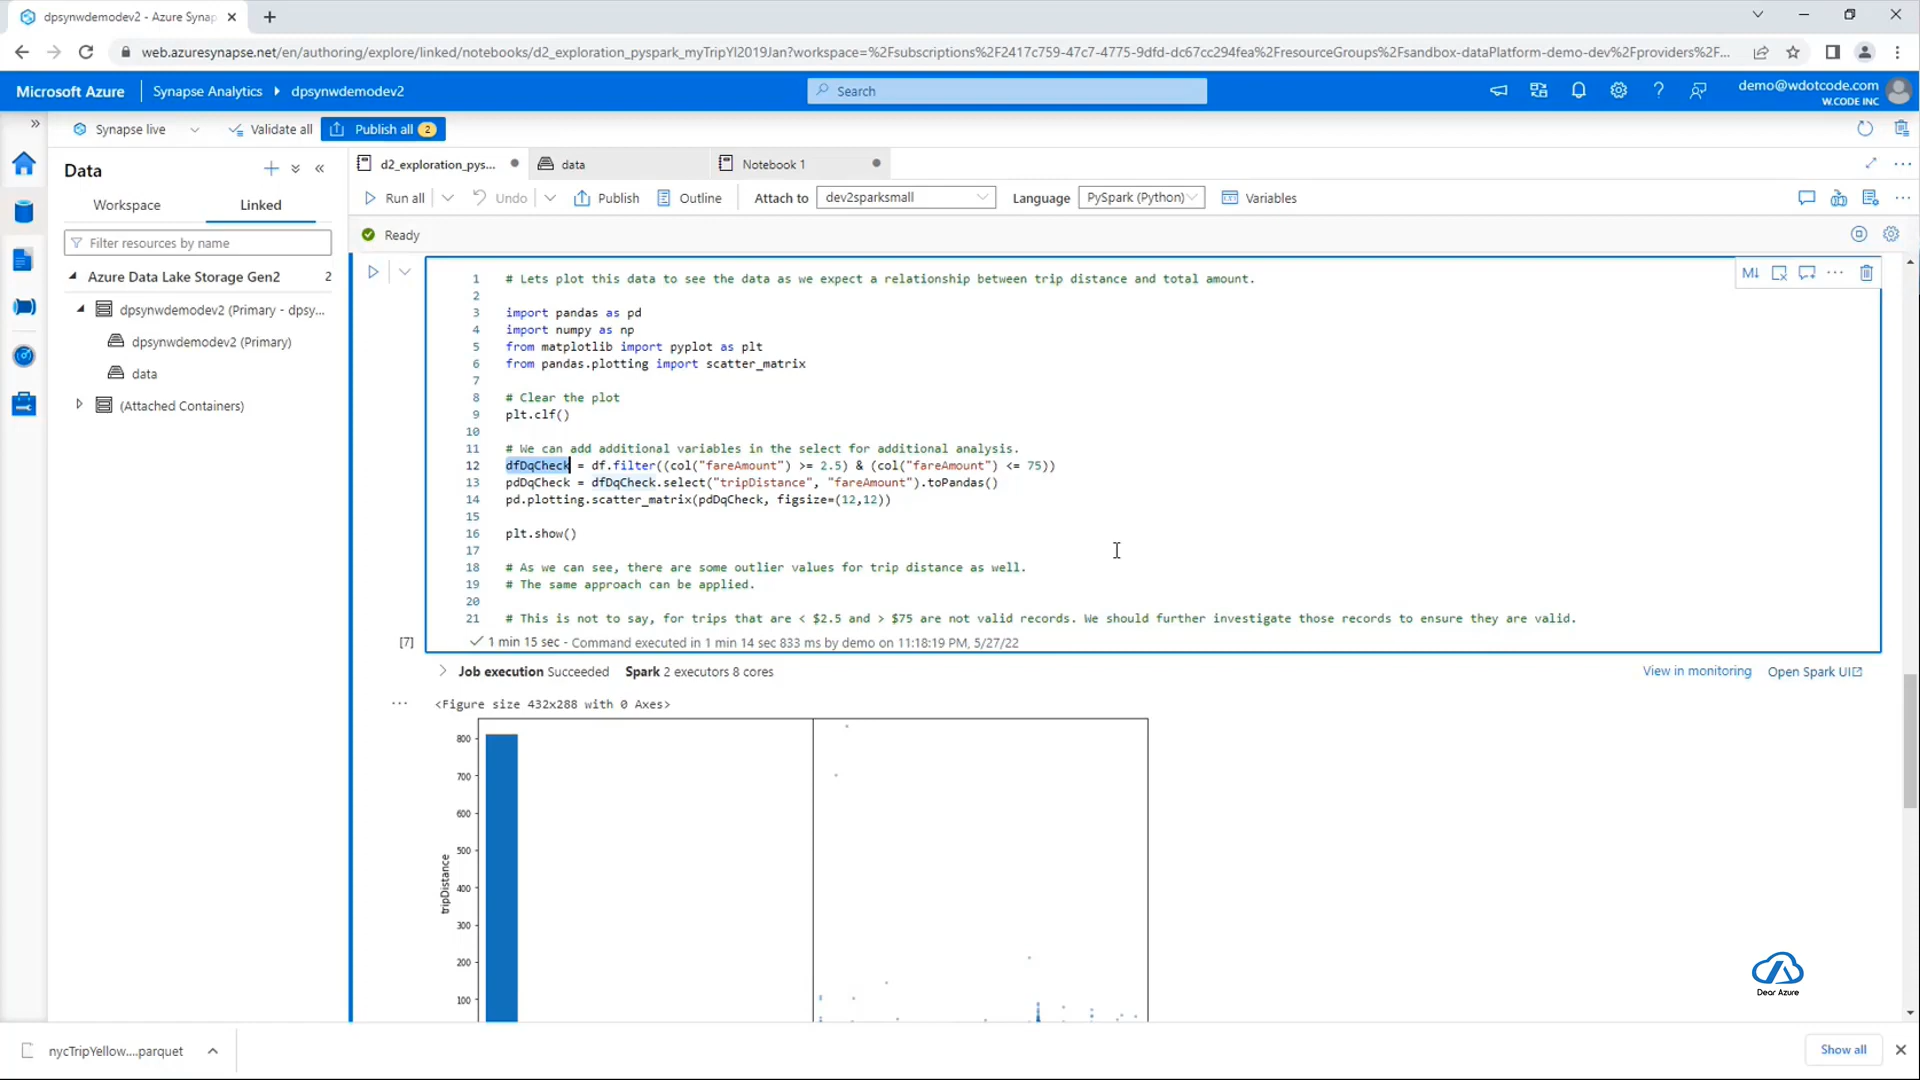 dpsynwdemodev2 - Azure Synap
web.azuresynapse.net/en/authoring/explore/linked/notebooks/d2_exploration_pyspark_myTripYl2019Jan?workspace=%2Fsubscriptions%2F2417c759-47c7-4775-9dfd-dc67cc294fea%2FresourceGroups%2Fsandbox-dataPlatform-demo-dev%2Fproviders%2F...
Microsoft Azure Synapse Analytics dpsynwdemodev2 Search demo@wdotcode.com
W.CODE INC
Synapse live Validate all Publish all 2
Data
Workspace Linked
Filter resources by name
Azure Data Lake Storage Gen2 2
dpsynwdemodev2 (Primary - dpsy...
dpsynwdemodev2 (Primary)
data
(Attached Containers)
d2_exploration_pys... data Notebook 1
Run all Undo Publish Outline Attach to dev2sparksmall Language PySpark (Python) Variables
Ready
1 # Lets plot this data to see the data as we expect a relationship between trip distance and total amount.
2
3 import pandas as pd
4 import numpy as np
5 from matplotlib import pyplot as plt
6 from pandas.plotting import scatter_matrix
7
8 # Clear the plot
9 plt.clf()
10
11 # We can add additional variables in the select for additional analysis.
12 dfDqCheck = df.filter((col("fareAmount") >= 2.5) & (col("fareAmount") <= 75))
13 pdDqCheck = dfDqCheck.select("tripDistance", "fareAmount").toPandas()
14 pd.plotting.scatter_matrix(pdDqCheck, figsize=(12,12))
15
16 plt.show()
17
18 # As we can see, there are some outlier values for trip distance as well.
19 # The same approach can be applied.
20
21 # This is not to say, for trips that are < $2.5 and > $75 are not valid records. We should further investigate those records to ensure they are valid.
[7] 1 min 15 sec - Command executed in 1 min 14 sec 833 ms by demo on 11:18:19 PM, 5/27/22
M↓
Job execution Succeeded Spark 2 executors 8 cores View in monitoring Open Spark UI
<Figure size 432x288 with 0 Axes>
800
700
600
500
400
300
200
100
tripDistance
Dear Azure
nycTripYellow....parquet Show all